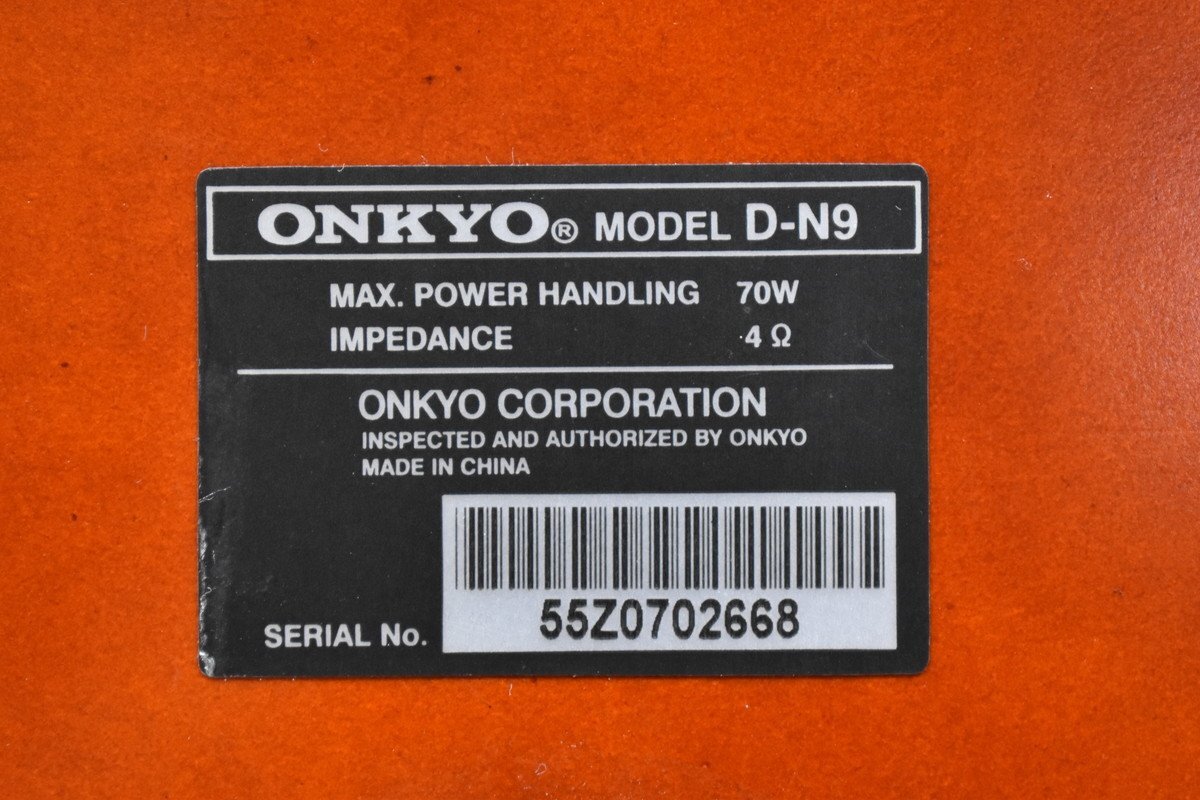 ONKYO® MODEL D-N9
MAX. POWER HANDLING 70W
IMPEDANCE 4 Ω
ONKYO CORPORATION
INSPECTED AND AUTHORIZED BY ONKYO
MADE IN CHINA
SERIAL No. 55Z0702668